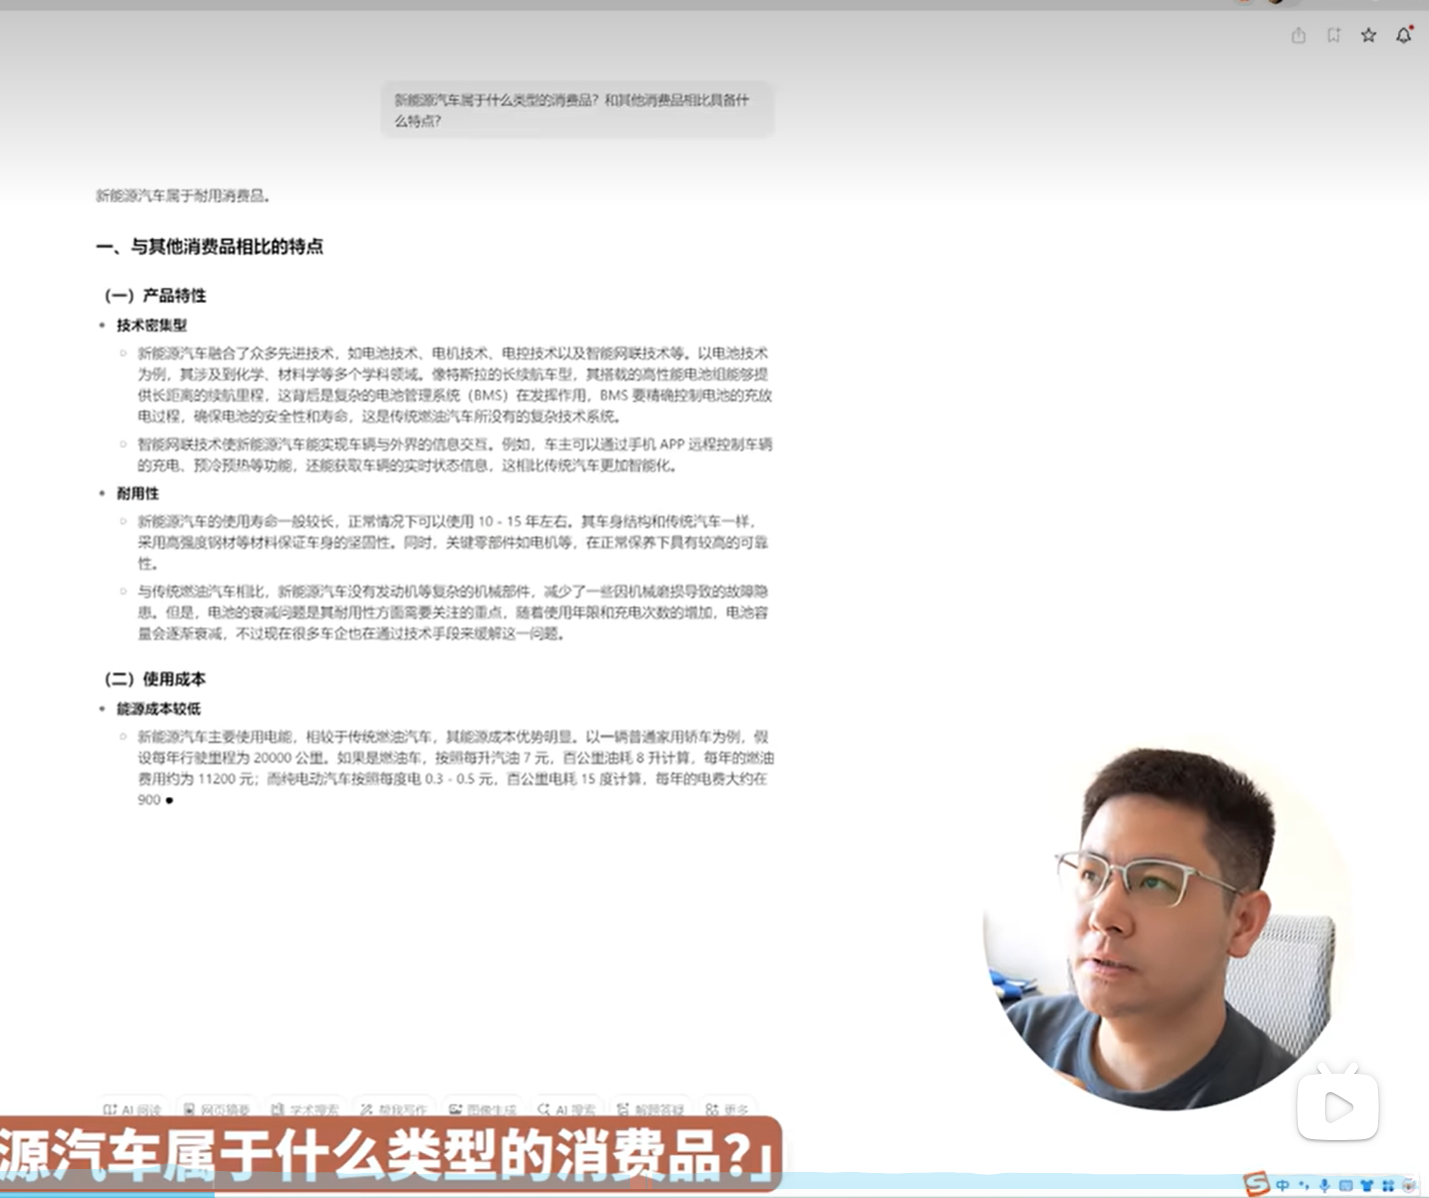 新能源汽车属于什么类型的消费品？和其他消费品相比具备什
么特点？
新能源汽车属于耐用消费品。
一、与其他消费品相比的特点
（一）产品特性
技术密集型
新能源汽车融合了众多先进技术，如电池技术、电机技术、电控技术以及智能网联技术等。以电池技术
为例，其涉及到化学、材料学等多个学科领域。像特斯拉的长续航车型，其搭载的高性能电池组能够提
供长距离的续航里程，这背后是复杂的电池管理系统（BMS）在发挥作用，BMS 要精确控制电池的充放
电过程，确保电池的安全性和寿命，这是传统燃油汽车所没有的复杂技术系统。
智能网联技术使新能源汽车能实现车辆与外界的信息交互。例如，车主可以通过手机 APP 远程控制车辆
的充电、预冷预热等功能，还能获取车辆的实时状态信息，这相比传统汽车更加智能化。
耐用性
新能源汽车的使用寿命一般较长，正常情况下可以使用 10 - 15 年左右。其车身结构和传统汽车一样，
采用高强度钢材等材料保证车身的坚固性。同时，关键零部件如电机等，在正常保养下具有较高的可靠
性。
与传统燃油汽车相比，新能源汽车没有发动机等复杂的机械部件，减少了一些因机械磨损导致的故障隐
患。但是，电池的衰减问题是其耐用性方面需要关注的重点，随着使用年限和充电次数的增加，电池容
量会逐渐衰减，不过现在很多车企也在通过技术手段来缓解这一问题。
（二）使用成本
能源成本较低
新能源汽车主要使用电能，相较于传统燃油汽车，其能源成本优势明显。以一辆普通家用轿车为例，假
设每年行驶里程为 20000 公里。如果是燃油车，按照每升汽油 7 元，百公里油耗 8 升计算，每年的燃油
费用约为 11200 元；而纯电动汽车按照每度电 0.3 - 0.5 元，百公里电耗 15 度计算，每年的电费大约在
900
AI 阅读 网页摘要 学术搜索 帮我写作 图像生成 AI 搜索 解题答疑 更多
源汽车属于什么类型的消费品?」
中